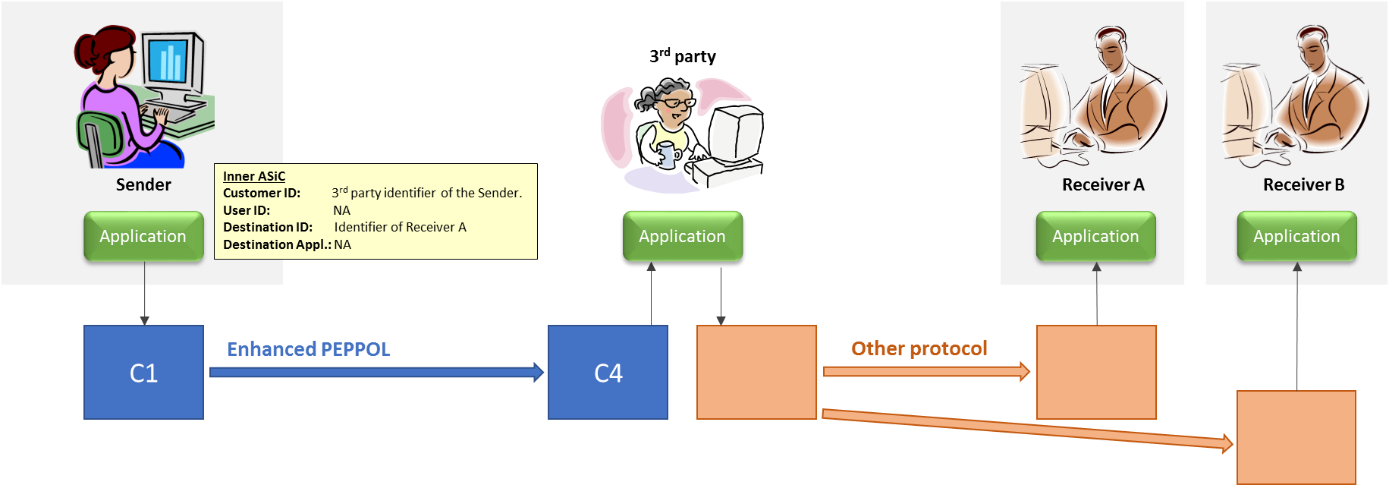 3rd party
Sender
Receiver A
Receiver B
Inner ASiC
Customer ID: 3rd party identifier of the Sender.
User ID: NA
Destination ID: Identifier of Receiver A
Destination Appl.: NA
Application
Application
Application
Application
Enhanced PEPPOL
Other protocol
C1
C4